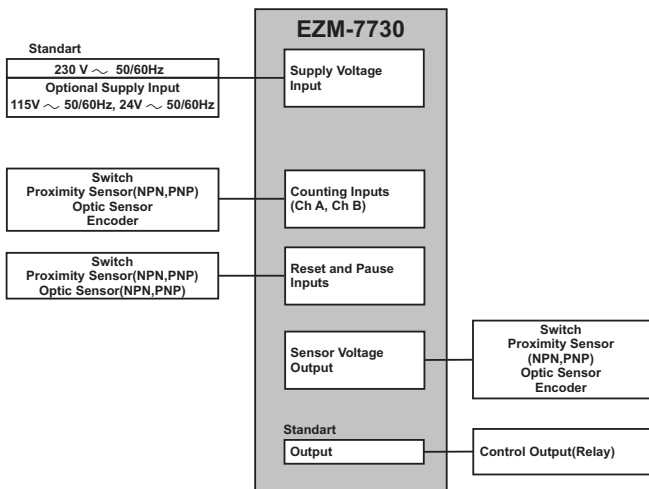 EZM-7730
Standart
230 V ~ 50/60Hz
Optional Supply Input
115V ~ 50/60Hz, 24V ~ 50/60Hz
Supply Voltage
Input
Switch
Proximity Sensor(NPN,PNP)
Optic Sensor
Encoder
Counting Inputs
(Ch A, Ch B)
Switch
Proximity Sensor(NPN,PNP)
Optic Sensor(NPN,PNP)
Reset and Pause
Inputs
Sensor Voltage
Output
Switch
Proximity Sensor
(NPN,PNP)
Optic Sensor
Encoder
Standart
Output
Control Output(Relay)